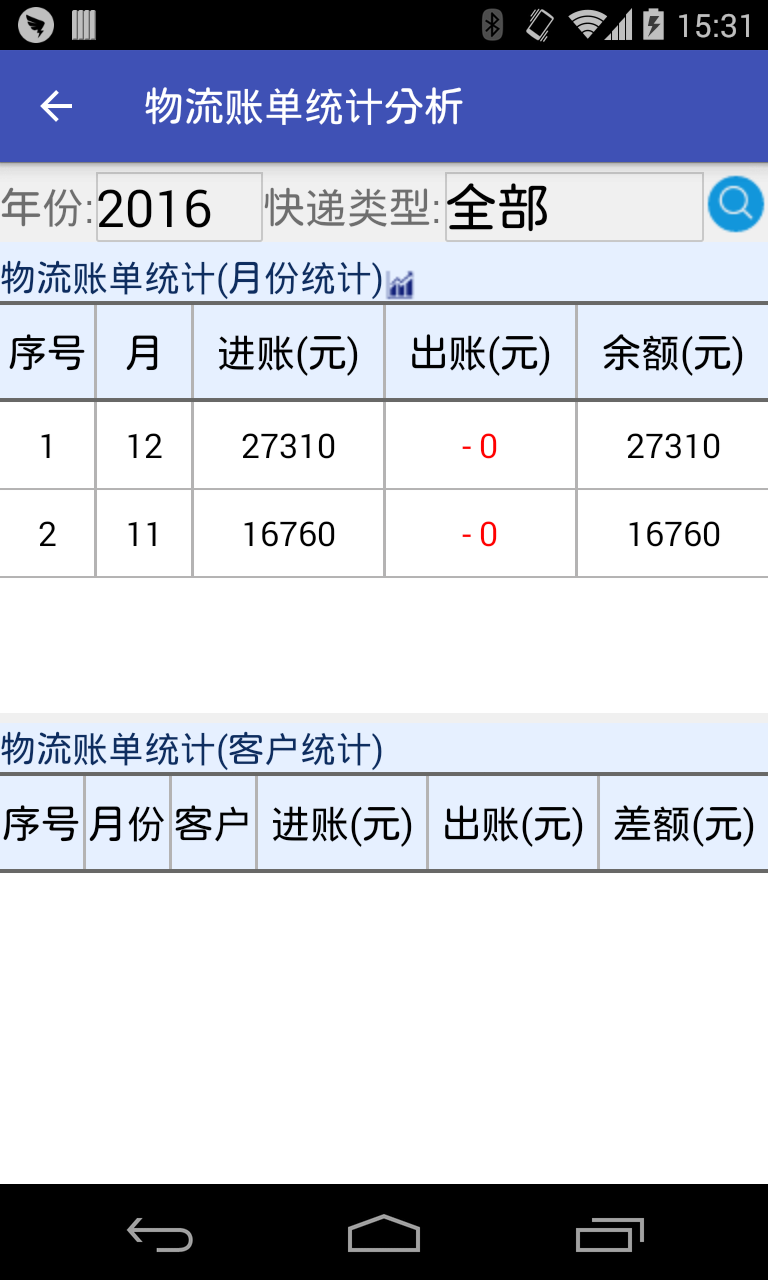 15:31
物流账单统计分析
年份: 2016 快递类型: 全部
物流账单统计(月份统计)
序号 月 进账(元) 出账(元) 余额(元)
1 12 27310 - 0 27310
2 11 16760 - 0 16760
物流账单统计(客户统计)
序号 月份 客户 进账(元) 出账(元) 差额(元)